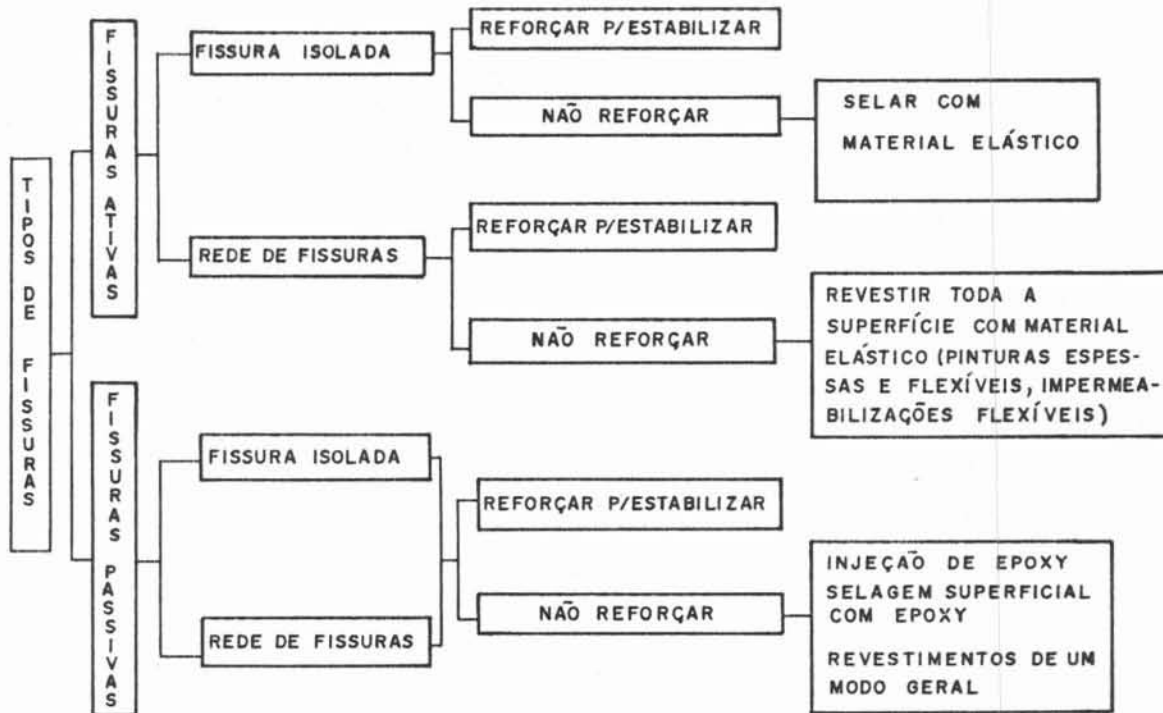 TIPOS DE FISSURAS
FISSURAS ATIVAS
FISSURA ISOLADA
REFORÇAR P/ESTABILIZAR
NÃO REFORÇAR
SELAR COM
MATERIAL ELÁSTICO
REDE DE FISSURAS
REFORÇAR P/ESTABILIZAR
NÃO REFORÇAR
REVESTIR TODA A
SUPERFÍCIE COM MATERIAL
ELÁSTICO (PINTURAS ESPES-
SAS E FLEXÍVEIS, IMPERMEA-
BILIZAÇÕES FLEXÍVEIS)
FISSURAS PASSIVAS
FISSURA ISOLADA
REDE DE FISSURAS
REFORÇAR P/ESTABILIZAR
NÃO REFORÇAR
INJEÇÃO DE EPOXY
SELAGEM SUPERFICIAL
COM EPOXY
REVESTIMENTOS DE UM
MODO GERAL